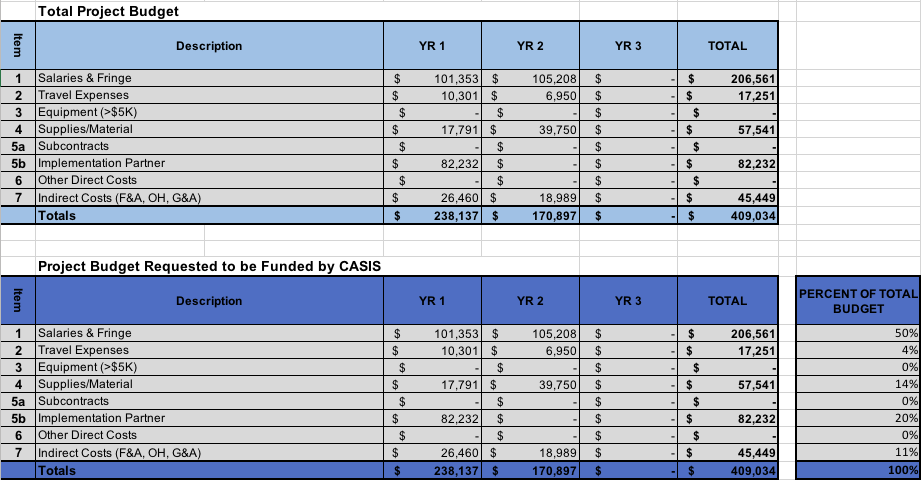 Total Project Budget
Item Description YR 1 YR 2 YR 3 TOTAL
1 Salaries & Fringe $ 101,353 $ 105,208 $ - $ 206,561
2 Travel Expenses $ 10,301 $ 6,950 $ - $ 17,251
3 Equipment (>$5K) $ - $ - $ - $ -
4 Supplies/Material $ 17,791 $ 39,750 $ - $ 57,541
5a Subcontracts $ - $ - $ - $ -
5b Implementation Partner $ 82,232 $ - $ - $ 82,232
6 Other Direct Costs $ - $ - $ - $ -
7 Indirect Costs (F&A, OH, G&A) $ 26,460 $ 18,989 $ - $ 45,449
Totals $ 238,137 $ 170,897 $ - $ 409,034
Project Budget Requested to be Funded by CASIS
Item Description YR 1 YR 2 YR 3 TOTAL PERCENT OF TOTAL
BUDGET
1 Salaries & Fringe $ 101,353 $ 105,208 $ - $ 206,561 50%
2 Travel Expenses $ 10,301 $ 6,950 $ - $ 17,251 4%
3 Equipment (>$5K) $ - $ - $ - $ - 0%
4 Supplies/Material $ 17,791 $ 39,750 $ - $ 57,541 14%
5a Subcontracts $ - $ - $ - $ - 0%
5b Implementation Partner $ 82,232 $ - $ - $ 82,232 20%
6 Other Direct Costs $ - $ - $ - $ - 0%
7 Indirect Costs (F&A, OH, G&A) $ 26,460 $ 18,989 $ - $ 45,449 11%
Totals $ 238,137 $ 170,897 $ - $ 409,034 100%